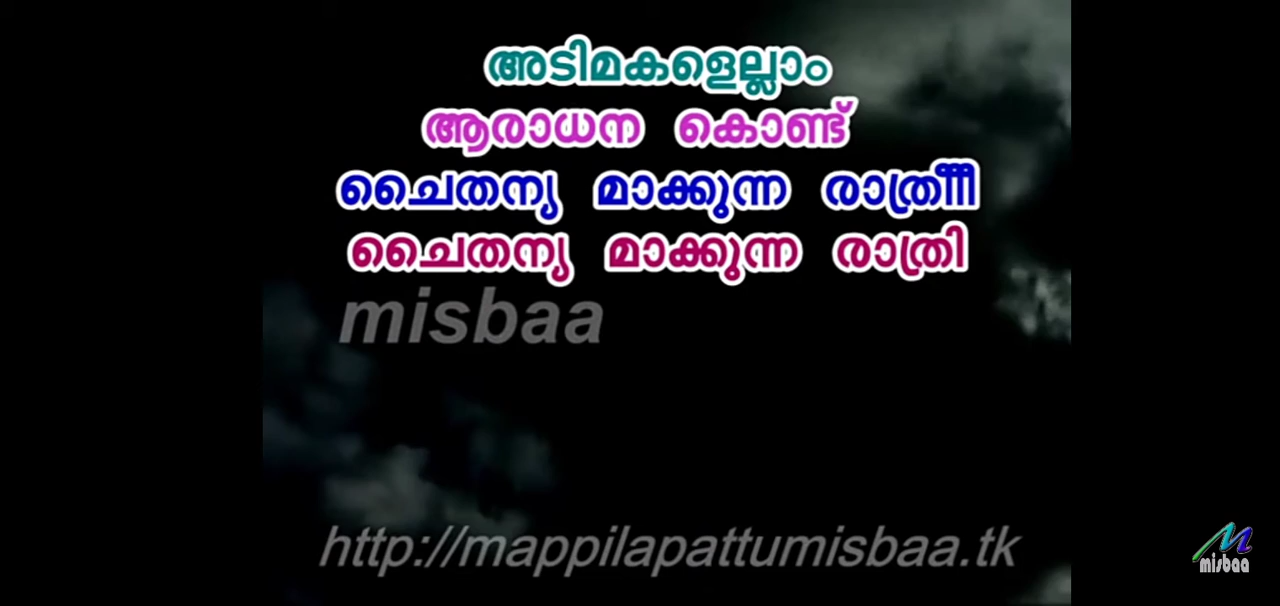 അടിമകളെല്ലാം
ആരാധന കൊണ്ട്
ചൈതന്യ മാക്കുന്ന രാത്രീീീ
ചൈതന്യ മാക്കുന്ന രാത്രി
misbaa
http://mappilapattumisbaa.tk
misbaa